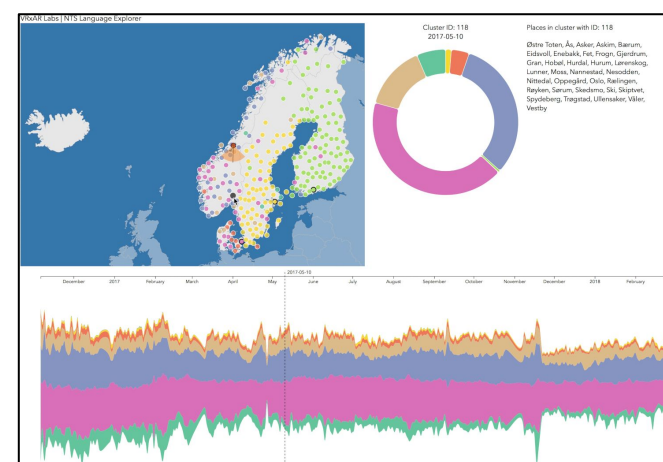 VRxAR Labs | NTS Language Explorer
Cluster ID: 118
2017-05-10
Places in cluster with ID: 118
Østre Toten, Ås, Asker, Askim, Bærum,
Eidsvoll, Enebakk, Fet, Frogn, Gjerdrum,
Gran, Hobøl, Hurdal, Hurum, Lørenskog,
Lunner, Moss, Nannestad, Nesodden,
Nittedal, Oppegård, Oslo, Rælingen,
Røyken, Sørum, Skedsmo, Ski, Skiptvet,
Spydeberg, Trøgstad, Ullensaker, Våler,
Vestby
2017-05-10
December 2017 February March April May June July August September October November December 2018 February